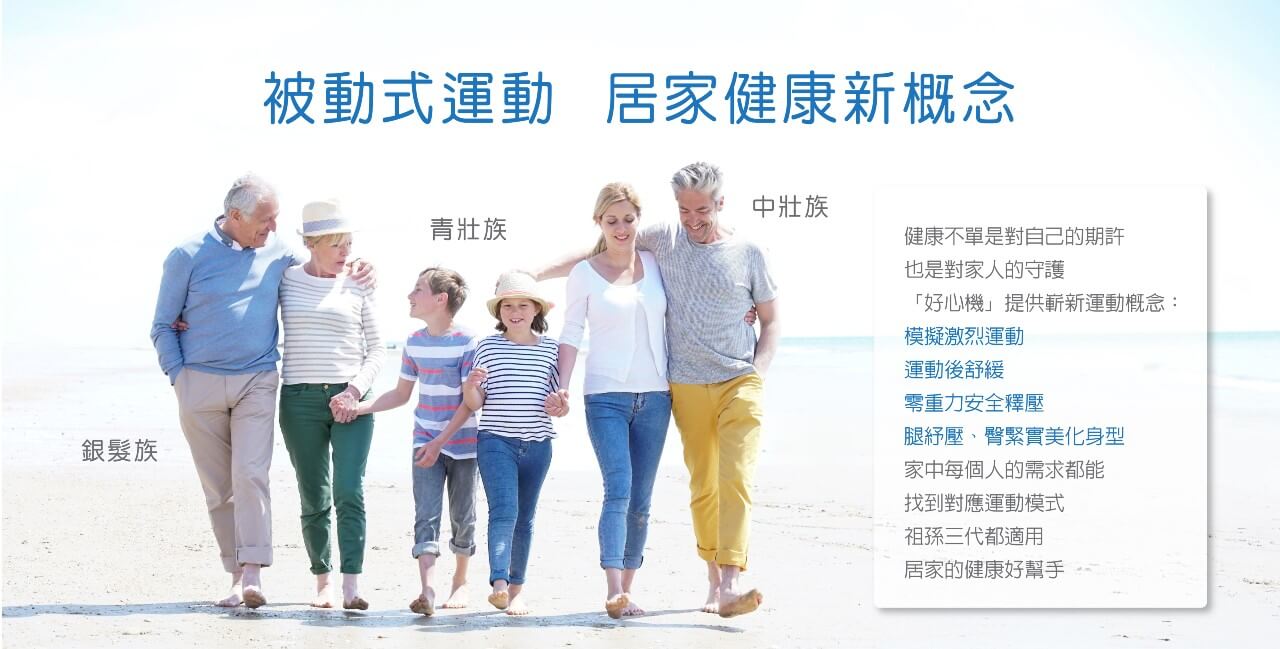 被動式運動 居家健康新概念
中壯族
青壯族
銀髮族
健康不單是對自己的期許
也是對家人的守護
「好心機」提供嶄新運動概念：
模擬激烈運動
運動後舒緩
零重力安全釋壓
腿紓壓、臀緊實美化身型
家中每個人的需求都能
找到對應運動模式
祖孫三代都適用
居家的健康好幫手